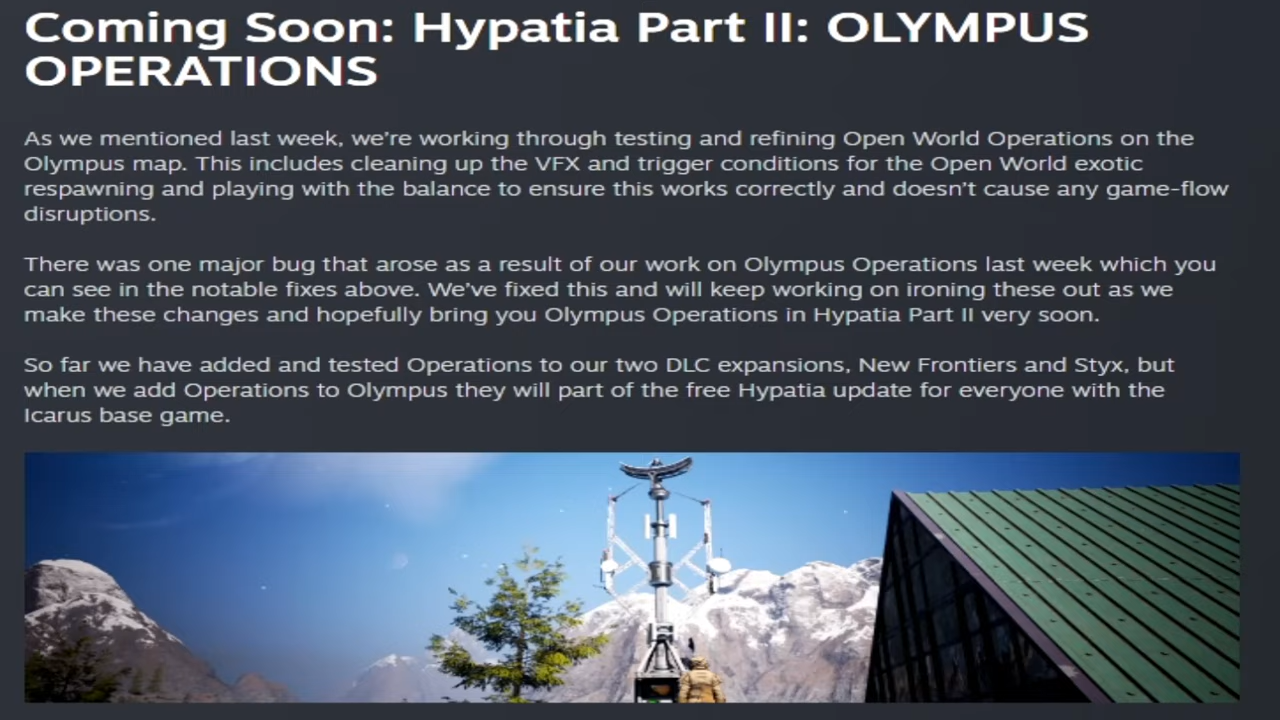 Coming Soon: Hypatia Part II: OLYMPUS
OPERATIONS
As we mentioned last week, we're working through testing and refining Open World Operations on the
Olympus map. This includes cleaning up the VFX and trigger conditions for the Open World exotic
respawning and playing with the balance to ensure this works correctly and doesn't cause any game-flow
disruptions.
There was one major bug that arose as a result of our work on Olympus Operations last week which you
can see in the notable fixes above. We've fixed this and will keep working on ironing these out as we
make these changes and hopefully bring you Olympus Operations in Hypatia Part II very soon.
So far we have added and tested Operations to our two DLC expansions, New Frontiers and Styx, but
when we add Operations to Olympus they will part of the free Hypatia update for everyone with the
Icarus base game.